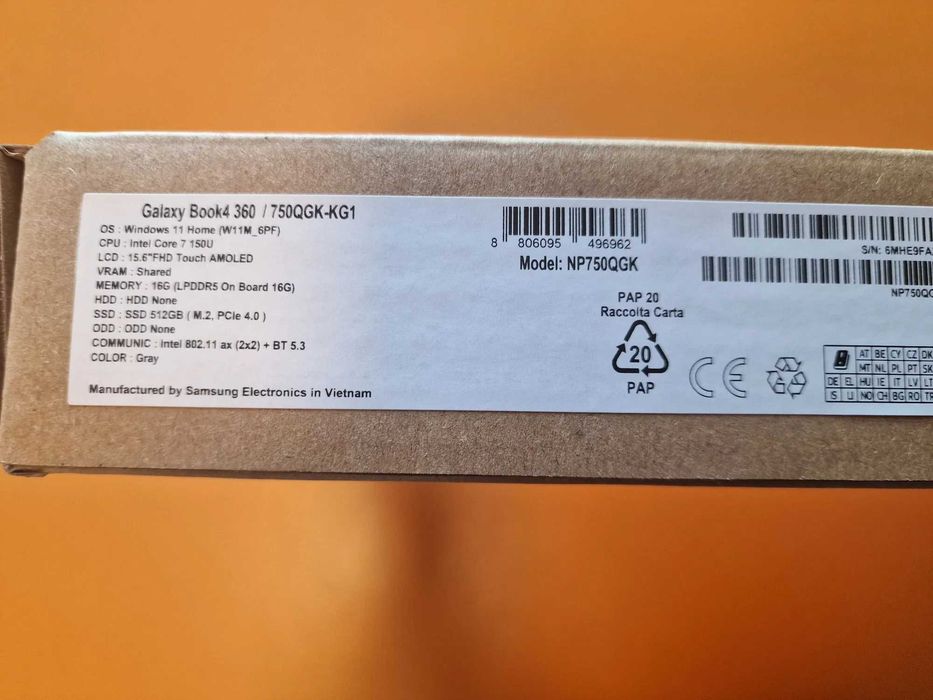 Galaxy Book4 360 / 750QGK-KG1
OS : Windows 11 Home (W11M_6PF)
CPU : Intel Core 7 150U
LCD : 15.6"FHD Touch AMOLED
VRAM : Shared
MEMORY : 16G (LPDDR5 On Board 16G)
HDD : HDD None
SSD : SSD 512GB ( M.2, PCIe 4.0 )
ODD : ODD None
COMMUNIC : Intel 802.11 ax (2x2) + BT 5.3
COLOR : Gray
Manufactured by Samsung Electronics in Vietnam
8 806095 496962
Model: NP750QGK
PAP 20
Raccolta Carta
20
PAP
CE
S/N: 6MHE9FA
NP750QG
AT BE CY CZ DK
MT NL PL PT SK
DE EL HU IE IT LV LT
IS LI NO CH BG RO TR